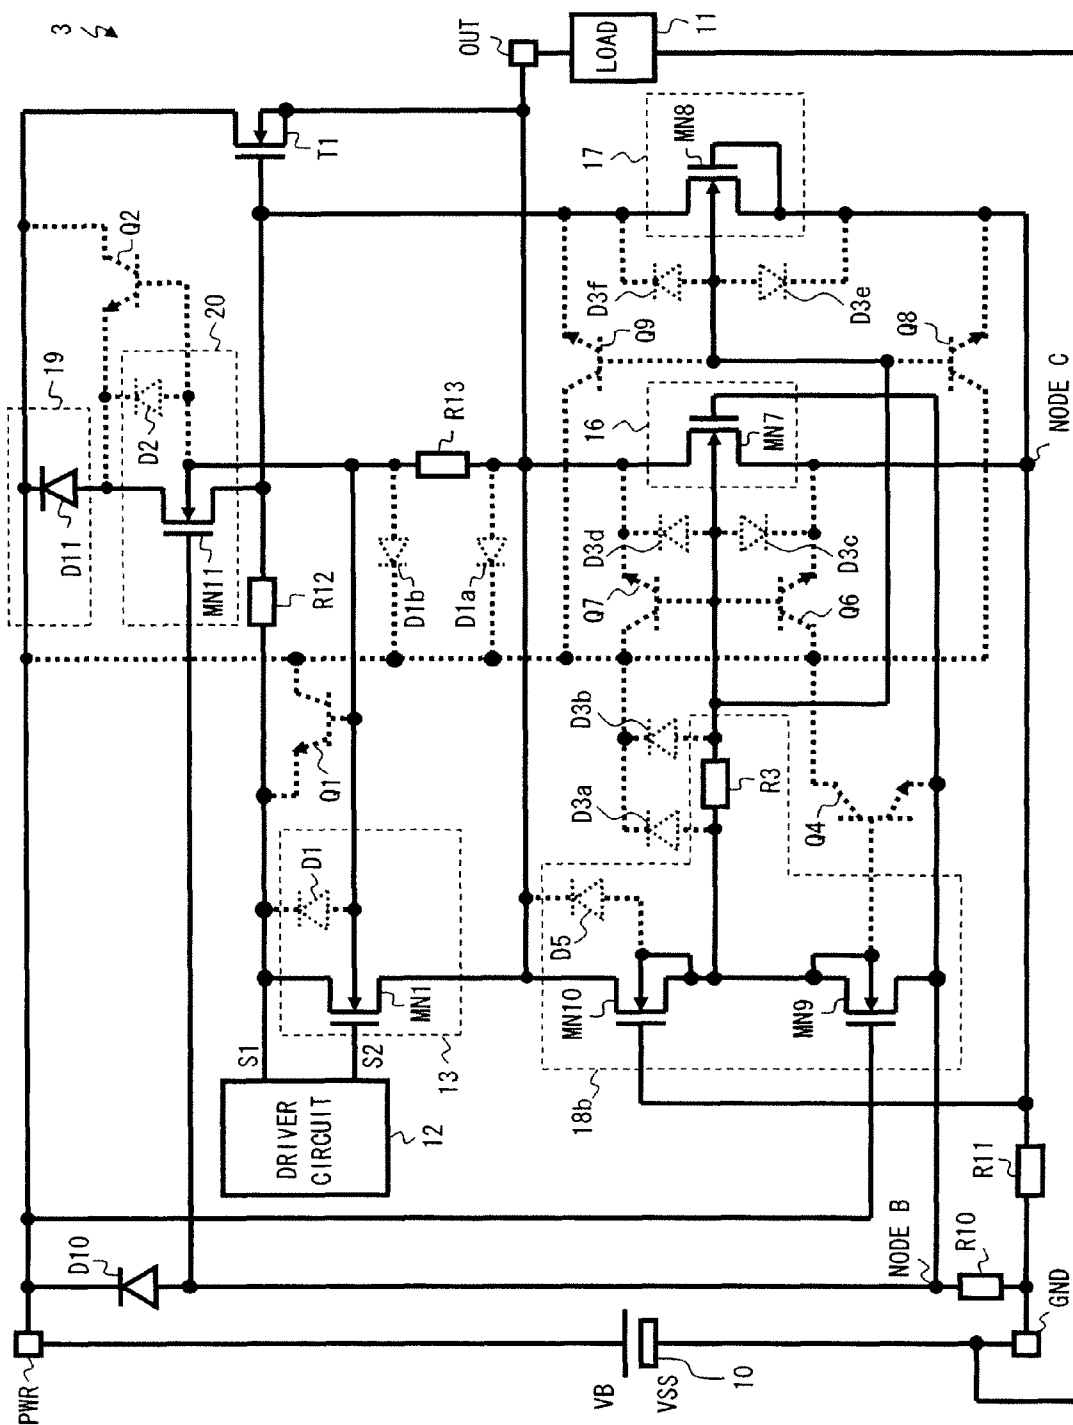 3
PWR
VB
VSS
10
GND
D10
NODE B
R10
R11
DRIVER
CIRCUIT
12
S1
S2
13
MN1
D1
Q1
R12
MN11
D11
D2
19
20
Q2
T1
OUT
LOAD
11
R13
D1b
D1a
18b
MN10
MN9
D5
D3a
D3b
R3
Q4
Q7
Q6
D3d
D3c
16
MN7
Q9
Q8
D3f
D3e
17
MN8
NODE C